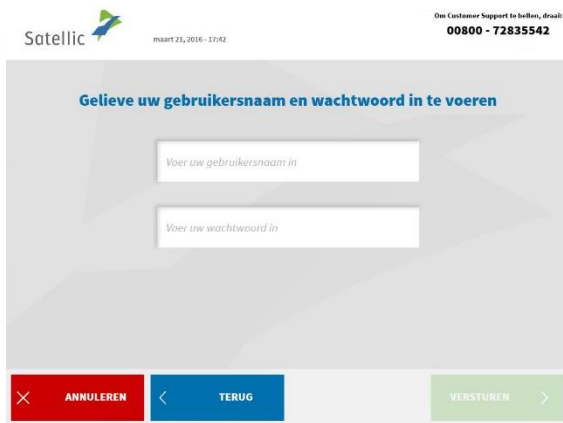 Om Customer Support te bellen, draai:
00800 - 72835542
Satellic
maart 21, 2016 - 17:42
Gelieve uw gebruikersnaam en wachtwoord in te voeren
Voer uw gebruikersnaam in
Voer uw wachtwoord in
ANNULEREN
TERUG
VERSTUREN